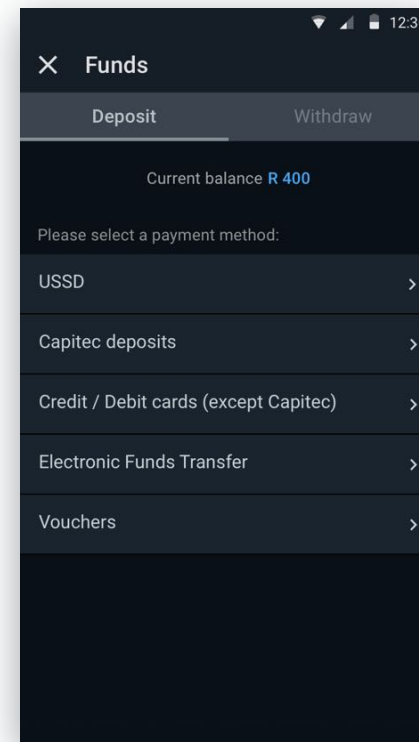 12:3
Funds
Deposit Withdraw
Current balance R 400
Please select a payment method:
USSD
Capitec deposits
Credit / Debit cards (except Capitec)
Electronic Funds Transfer
Vouchers